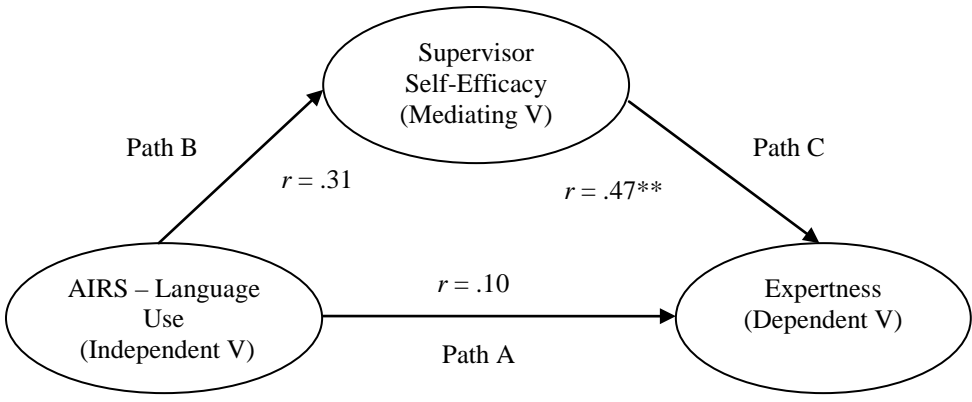 Supervisor
Self-Efficacy
(Mediating V)
Path B
Path C
r = .31
r = .47**
AIRS – Language
Use
(Independent V)
r = .10
Path A
Expertness
(Dependent V)